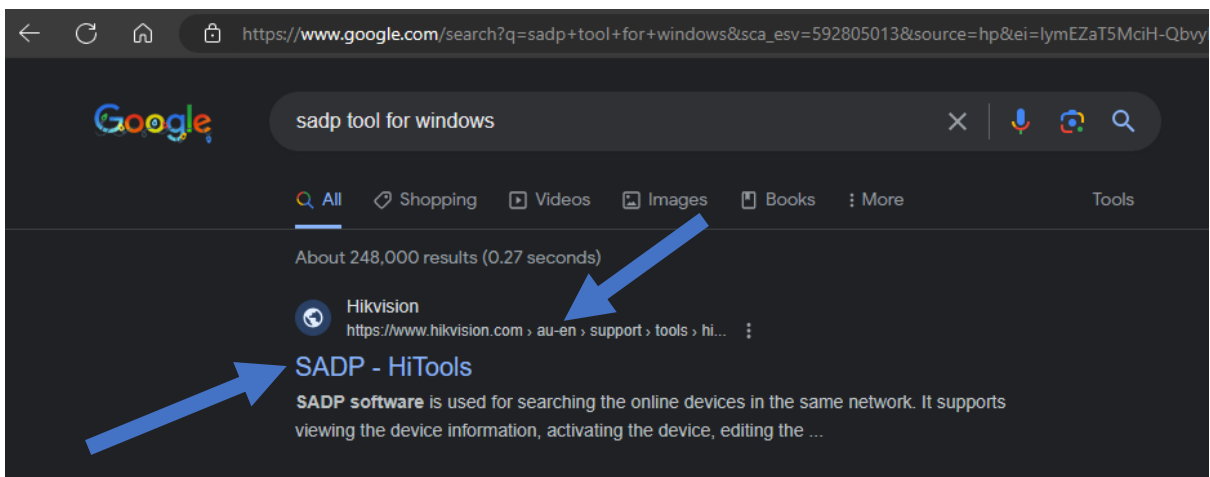 https://www.google.com/search?q=sadp+tool+for+windows&sca_esv=592805013&source=hp&ei=IymEZaT5MciH-Qbvy
Google
sadp tool for windows
All Shopping Videos Images Books More Tools
About 248,000 results (0.27 seconds)
Hikvision
https://www.hikvision.com › au-en › support › tools › hi...
SADP - HiTools
SADP software is used for searching the online devices in the same network. It supports
viewing the device information, activating the device, editing the ...